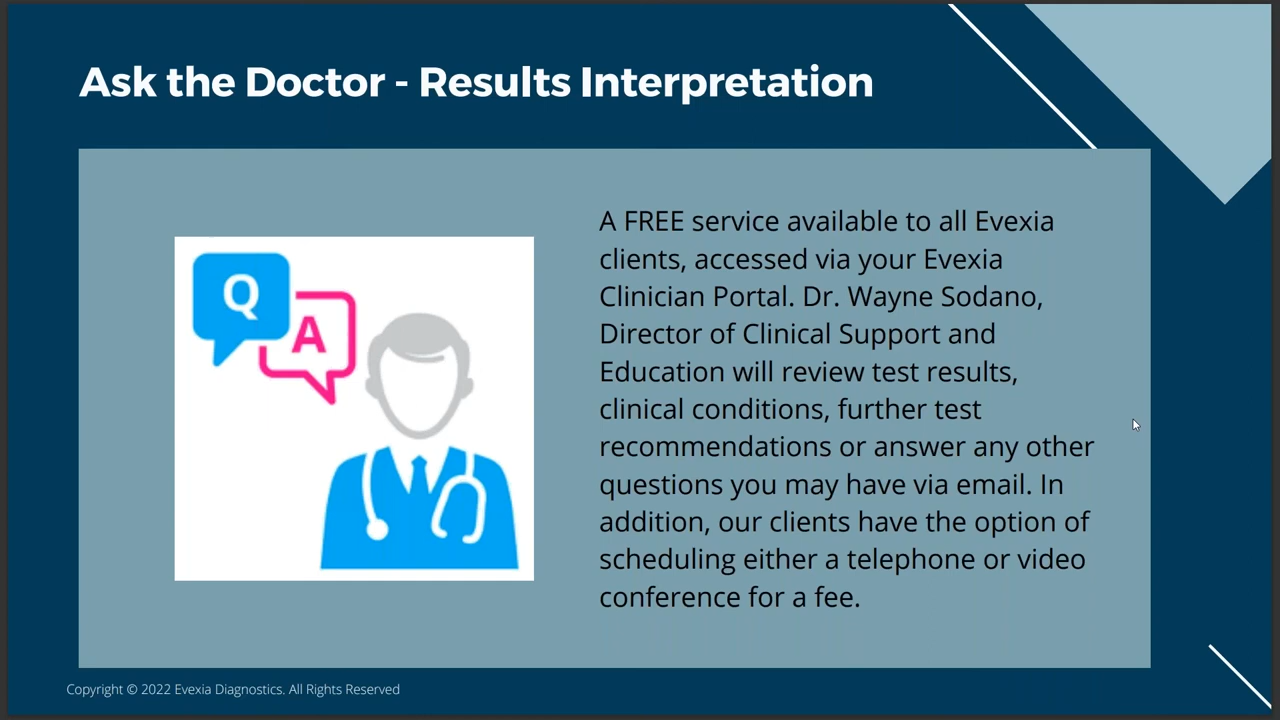 Ask the Doctor - Results Interpretation
Q
A
A FREE service available to all Evexia
clients, accessed via your Evexia
Clinician Portal. Dr. Wayne Sodano,
Director of Clinical Support and
Education will review test results,
clinical conditions, further test
recommendations or answer any other
questions you may have via email. In
addition, our clients have the option of
scheduling either a telephone or video
conference for a fee.
Copyright © 2022 Evexia Diagnostics. All Rights Reserved